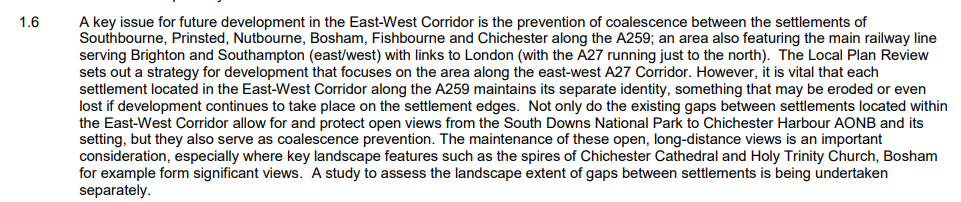 1.6 A key issue for future development in the East-West Corridor is the prevention of coalescence between the settlements of
Southbourne, Prinsted, Nutbourne, Bosham, Fishbourne and Chichester along the A259; an area also featuring the main railway line
serving Brighton and Southampton (east/west) with links to London (with the A27 running just to the north).  The Local Plan Review
sets out a strategy for development that focuses on the area along the east-west A27 Corridor. However, it is vital that each
settlement located in the East-West Corridor along the A259 maintains its separate identity, something that may be eroded or even
lost if development continues to take place on the settlement edges.  Not only do the existing gaps between settlements located within
the East-West Corridor allow for and protect open views from the South Downs National Park to Chichester Harbour AONB and its
setting, but they also serve as coalescence prevention. The maintenance of these open, long-distance views is an important
consideration, especially where key landscape features such as the spires of Chichester Cathedral and Holy Trinity Church, Bosham
for example form significant views.  A study to assess the landscape extent of gaps between settlements is being undertaken
separately.